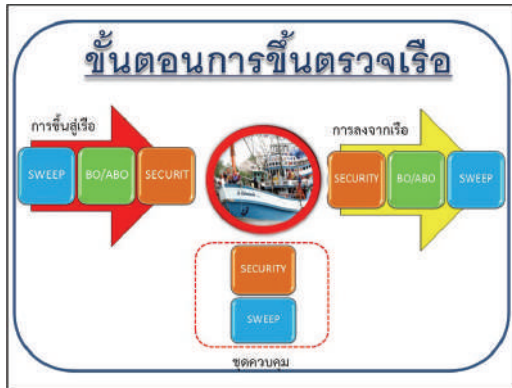 ขั้นตอนการขึ้นตรวจเรือ
การขึ้นสู่เรือ
SWEEP
BO/ABO
SECURIT
การลงจากเรือ
SECURITY
BO/ABO
SWEEP
SECURITY
SWEEP
ชุดควบคุม